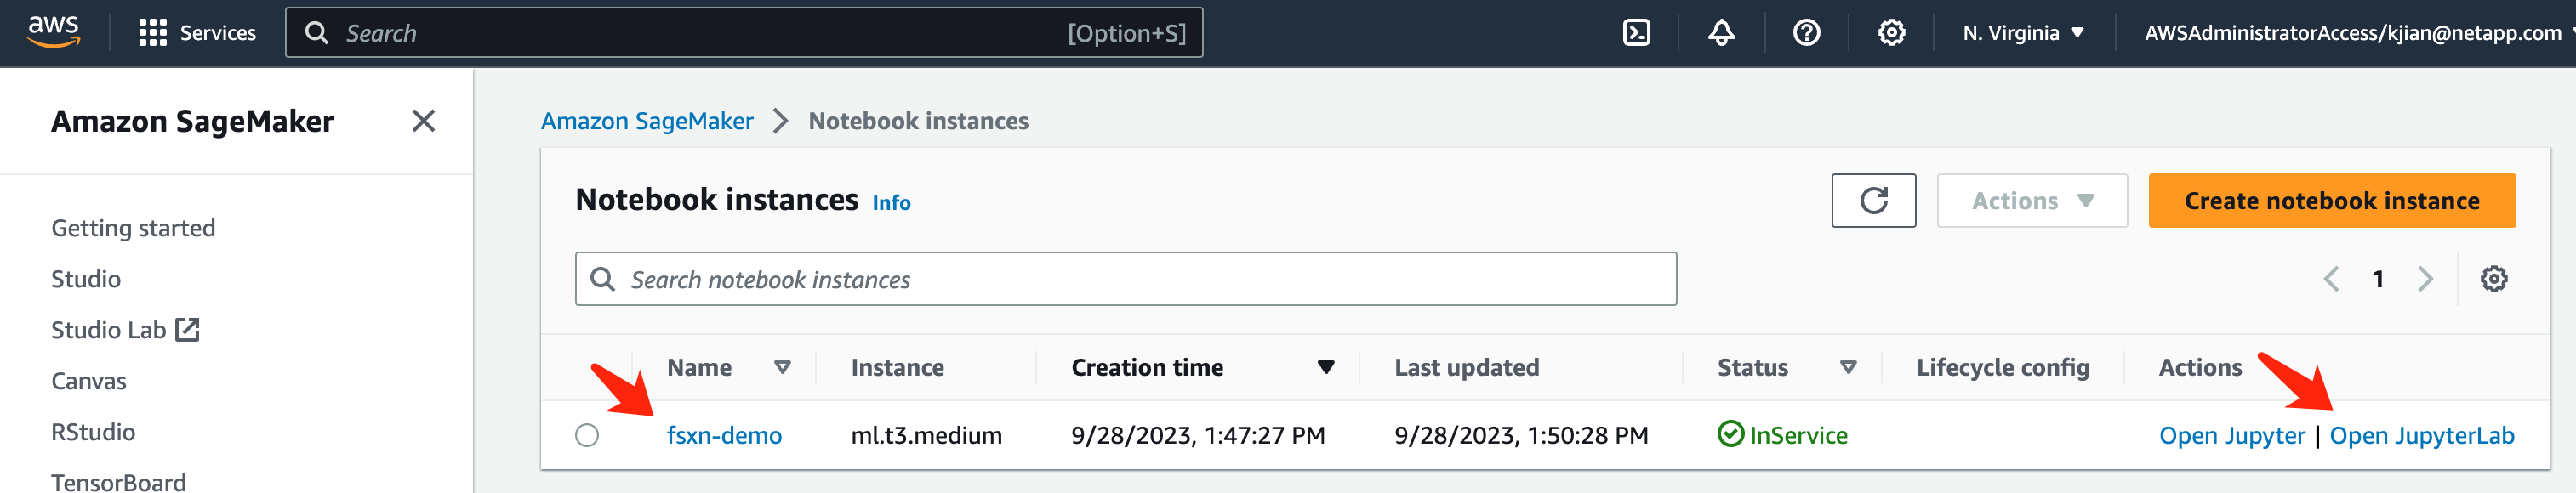 aws
Services
Search
[Option+S]
N. Virginia
AWSAdministratorAccess/kjian@netapp.com
Amazon SageMaker
Getting started
Studio
Studio Lab
Canvas
RStudio
TensorBoard
Amazon SageMaker > Notebook instances
Notebook instances Info
Actions
Create notebook instance
Search notebook instances
1
Name Instance Creation time Last updated Status Lifecycle config Actions
fsxn-demo ml.t3.medium 9/28/2023, 1:47:27 PM 9/28/2023, 1:50:28 PM InService Open Jupyter | Open JupyterLab